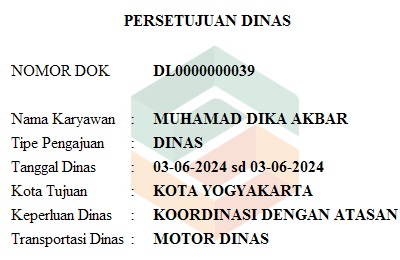 PERSETUJUAN DINAS
NOMOR DOK DL0000000039
Nama Karyawan : MUHAMAD DIKA AKBAR
Tipe Pengajuan : DINAS
Tanggal Dinas : 03-06-2024 sd 03-06-2024
Kota Tujuan : KOTA YOGYAKARTA
Keperluan Dinas : KOORDINASI DENGAN ATASAN
Transportasi Dinas : MOTOR DINAS